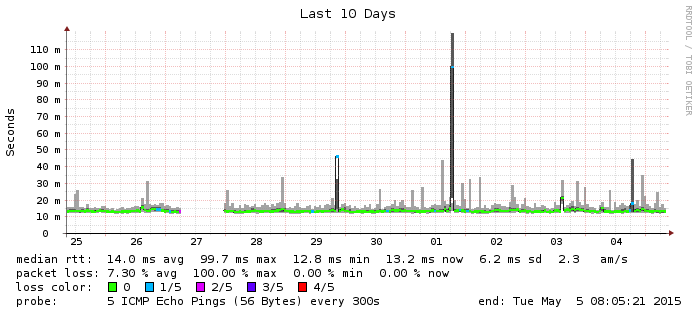 Last 10 Days
RRDTOOL / TOBI OETIKER
Seconds
110 m
100 m
90 m
80 m
70 m
60 m
50 m
40 m
30 m
20 m
10 m
0
25 26 27 28 29 30 01 02 03 04
median rtt: 14.0 ms avg 99.7 ms max 12.8 ms min 13.2 ms now 6.2 ms sd 2.3 am/s
packet loss: 7.30 % avg 100.00 % max 0.00 % min 0.00 % now
loss color: 0 1/5 2/5 3/5 4/5
probe: 5 ICMP Echo Pings (56 Bytes) every 300s end: Tue May 5 08:05:21 2015